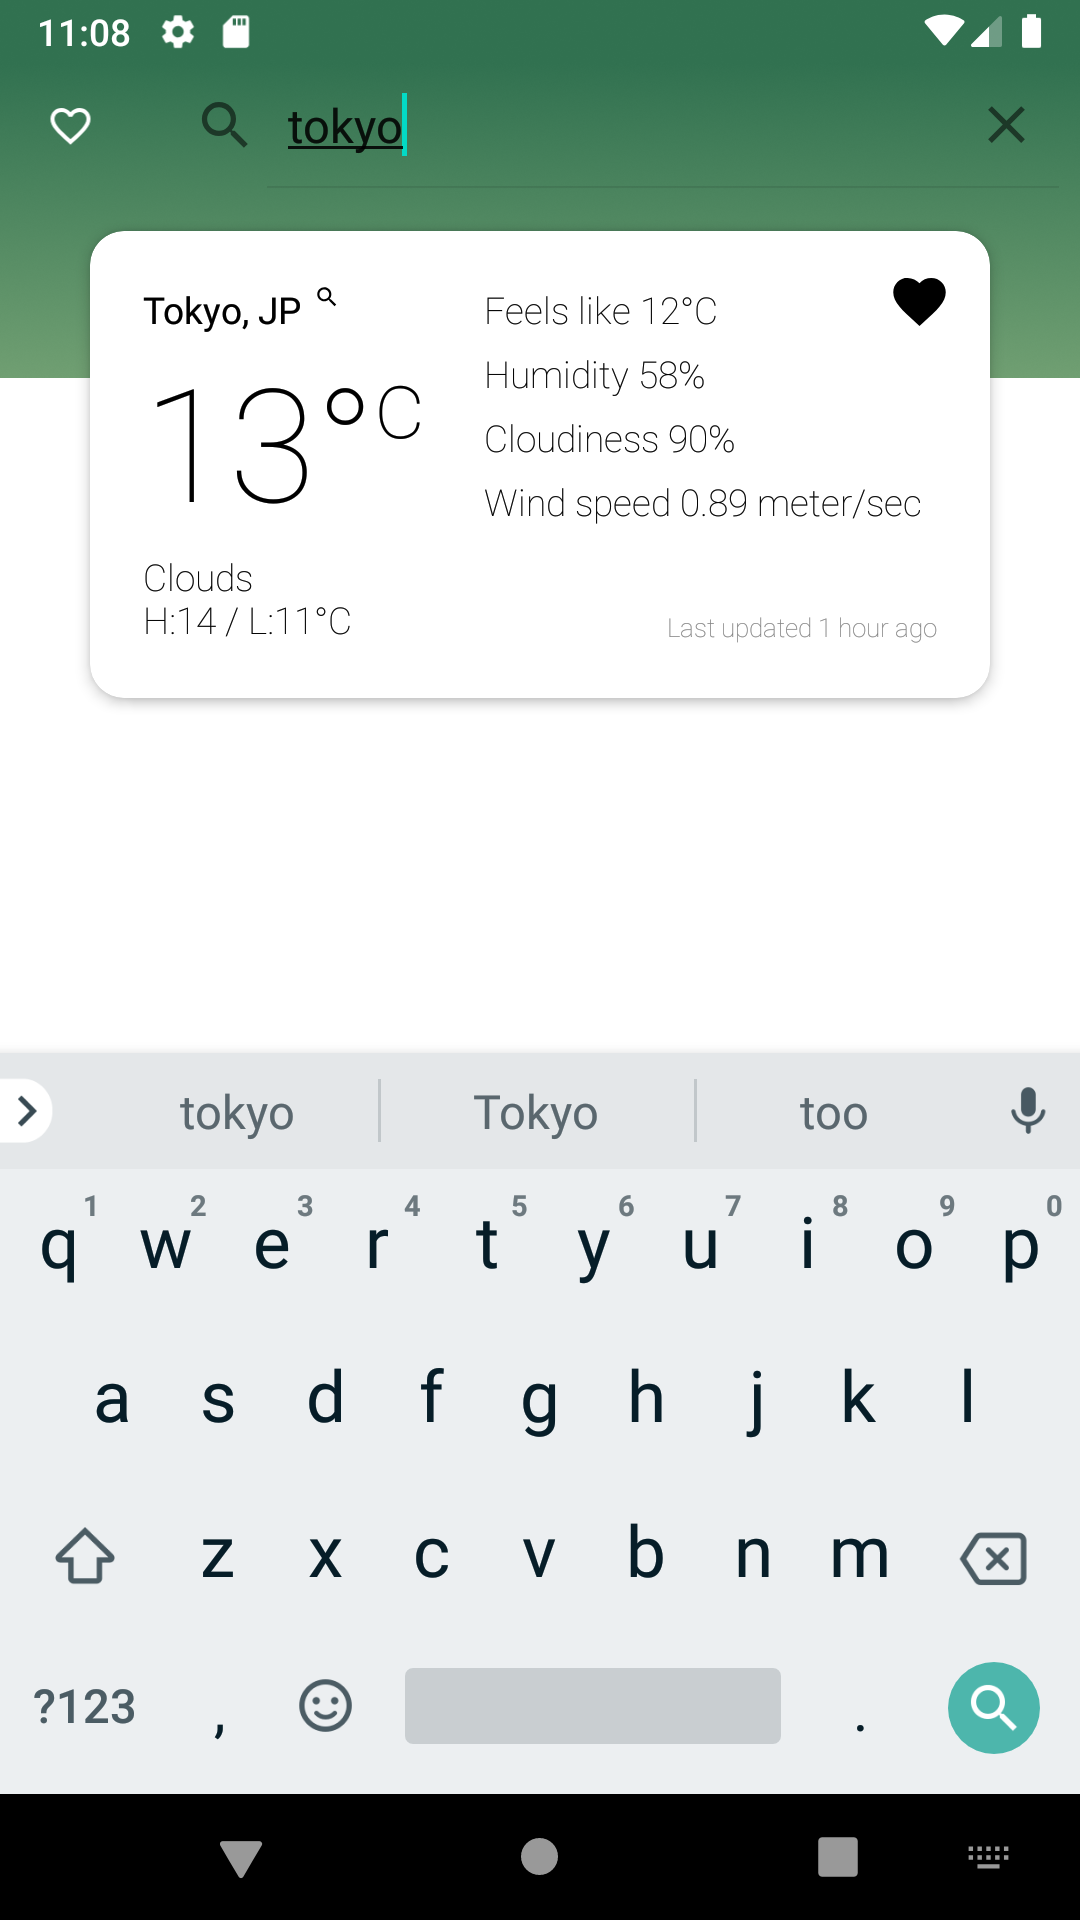 11:08
tokyo
Tokyo, JP
13°C
Clouds
H:14 / L:11°C
Feels like 12°C
Humidity 58%
Cloudiness 90%
Wind speed 0.89 meter/sec
Last updated 1 hour ago
tokyo Tokyo too
1 2 3 4 5 6 7 8 9 0
q w e r t y u i o p
a s d f g h j k l
z x c v b n m
?123 , .